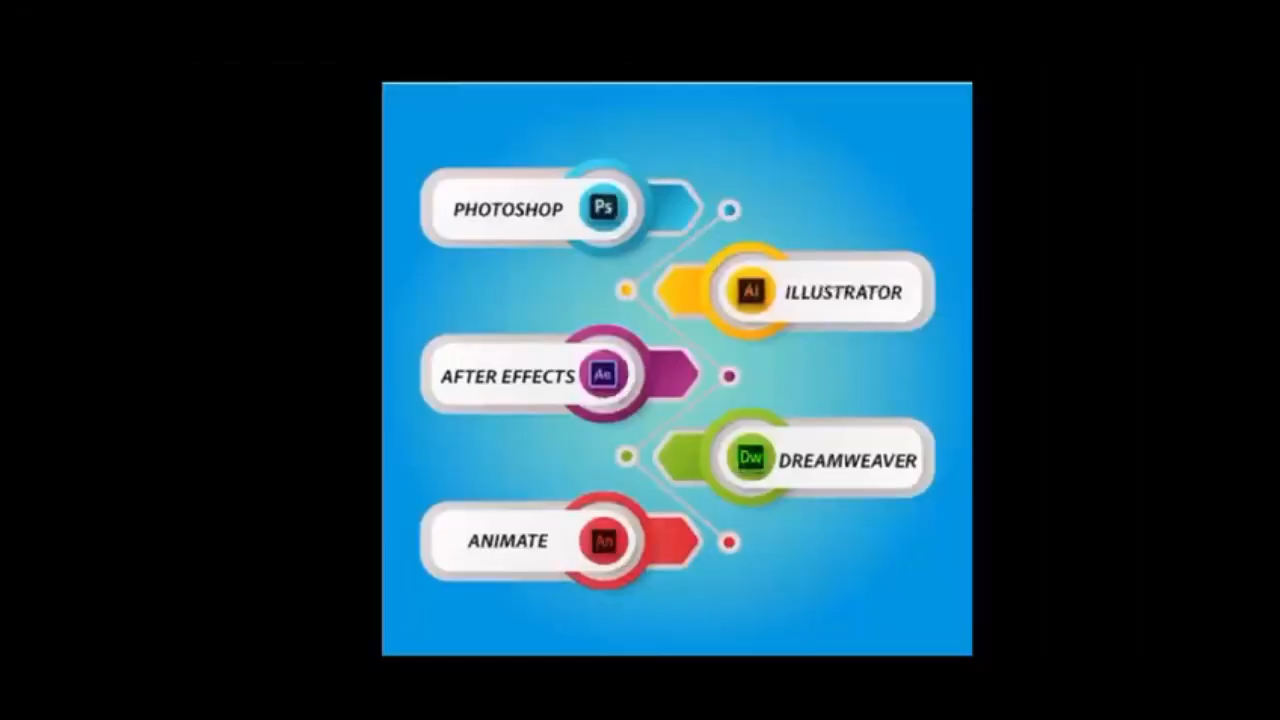 PHOTOSHOP Ps
Ai ILLUSTRATOR
AFTER EFFECTS Ae
Dw DREAMWEAVER
ANIMATE An